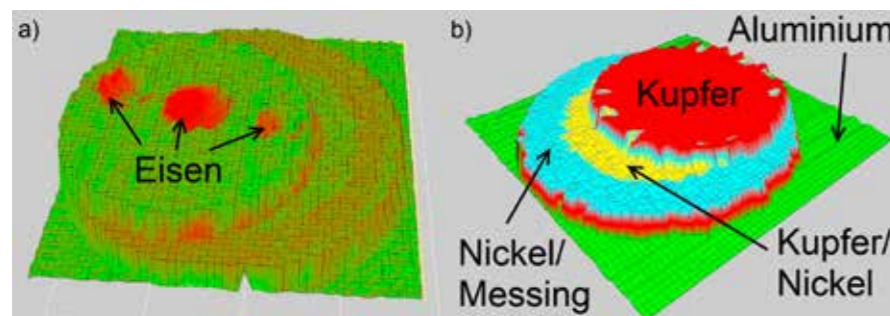 a)
Eisen
b)
Aluminium
Kupfer
Nickel/
Messing
Kupfer/
Nickel